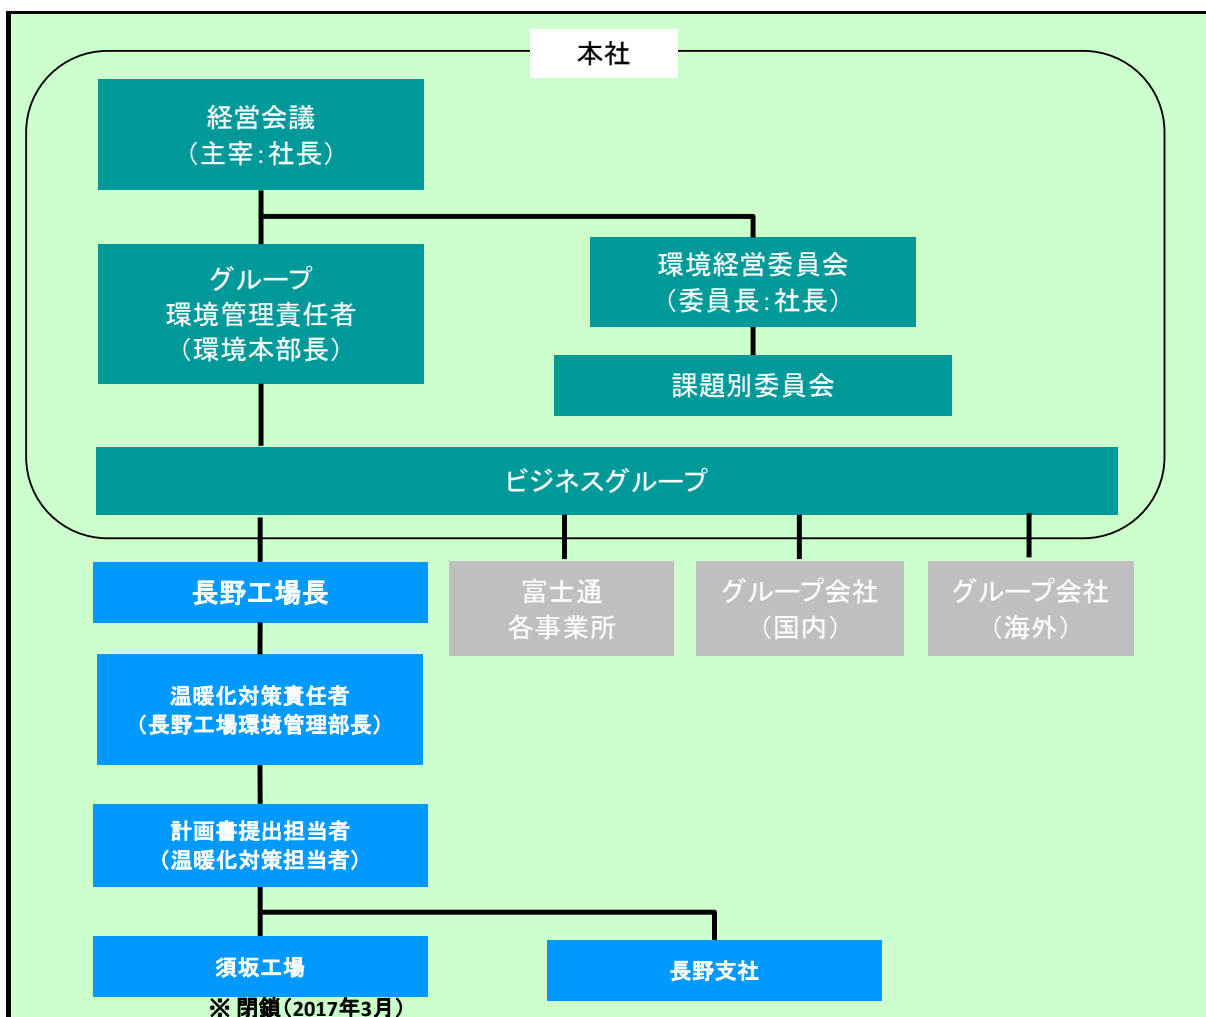 本社
経営会議
（主宰：社長）
グループ
環境管理責任者
（環境本部長）
環境経営委員会
（委員長：社長）
課題別委員会
ビジネスグループ
長野工場長
富士通
各事業所
グループ会社
（国内）
グループ会社
（海外）
温暖化対策責任者
（長野工場環境管理部長）
計画書提出担当者
（温暖化対策担当者）
須坂工場
長野支社
※ 閉鎖（2017年3月）